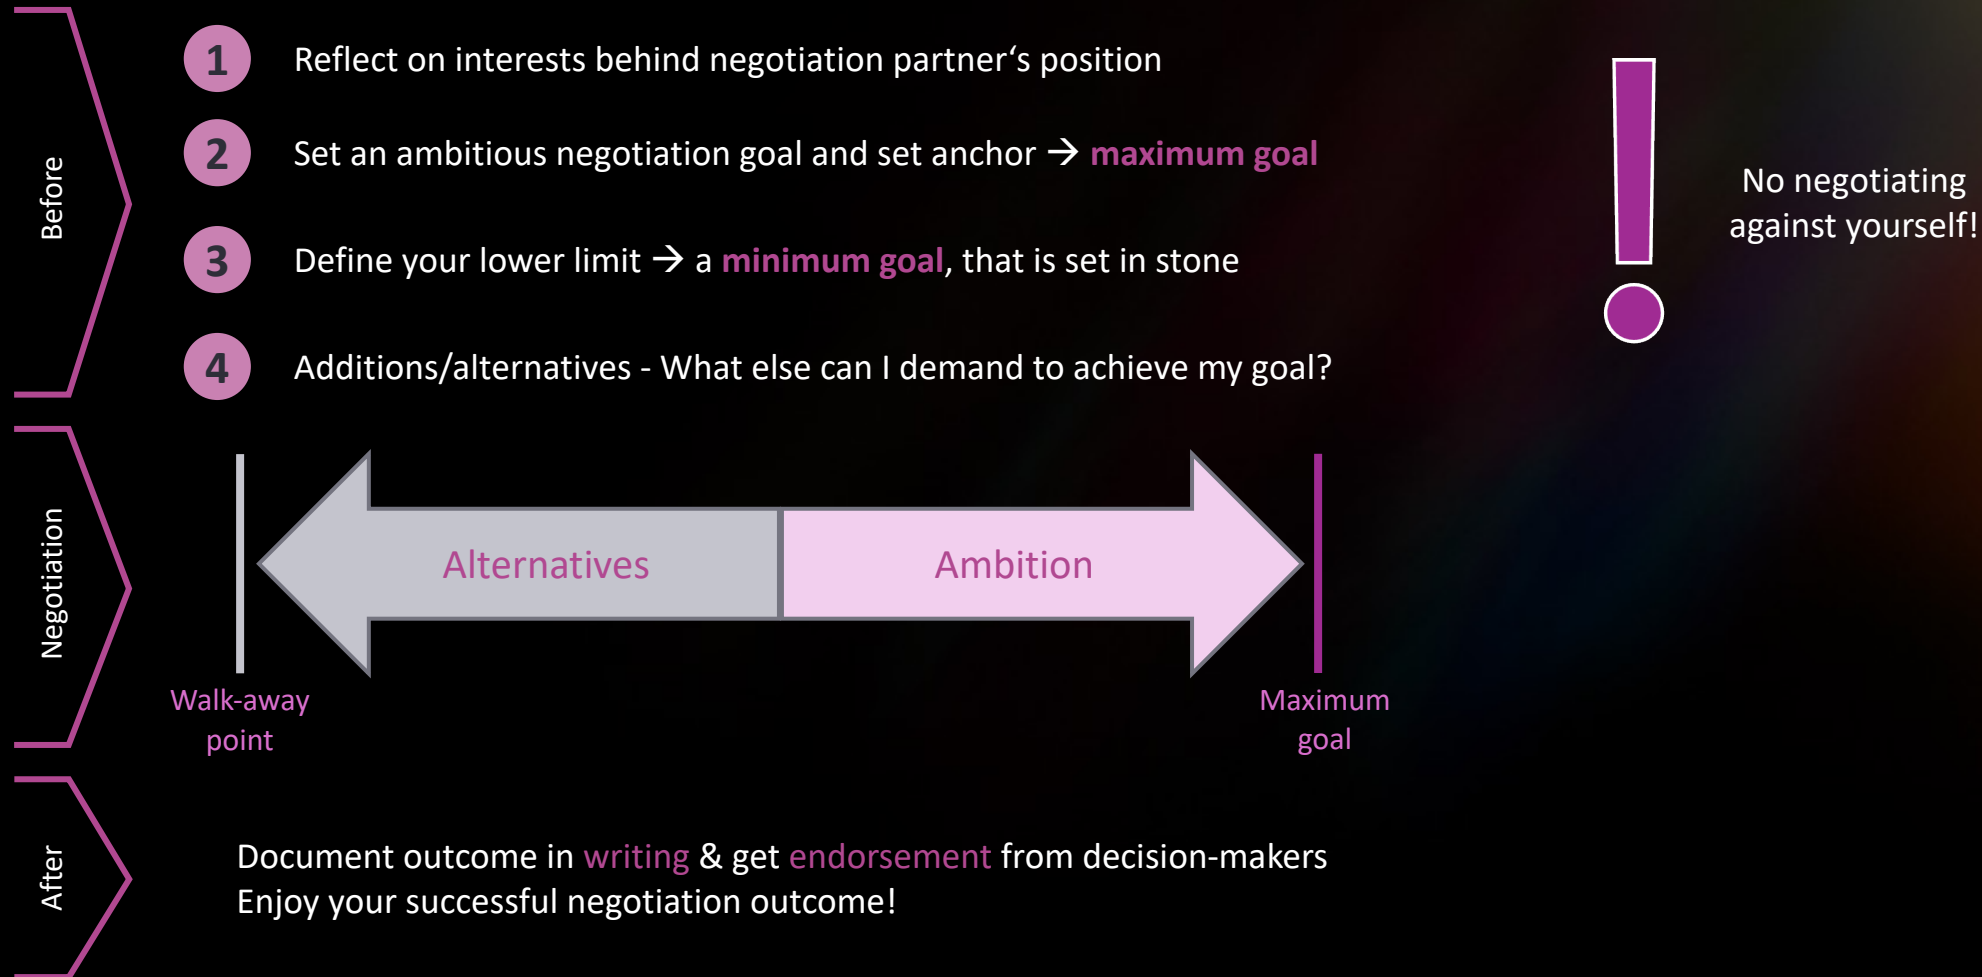 Before
1 Reflect on interests behind negotiation partner‘s position
2 Set an ambitious negotiation goal and set anchor → maximum goal
3 Define your lower limit → a minimum goal, that is set in stone
4 Additions/alternatives - What else can I demand to achieve my goal?
No negotiating
against yourself!
Negotiation
Alternatives
Ambition
Walk-away
point
Maximum
goal
After
Document outcome in writing & get endorsement from decision-makers
Enjoy your successful negotiation outcome!